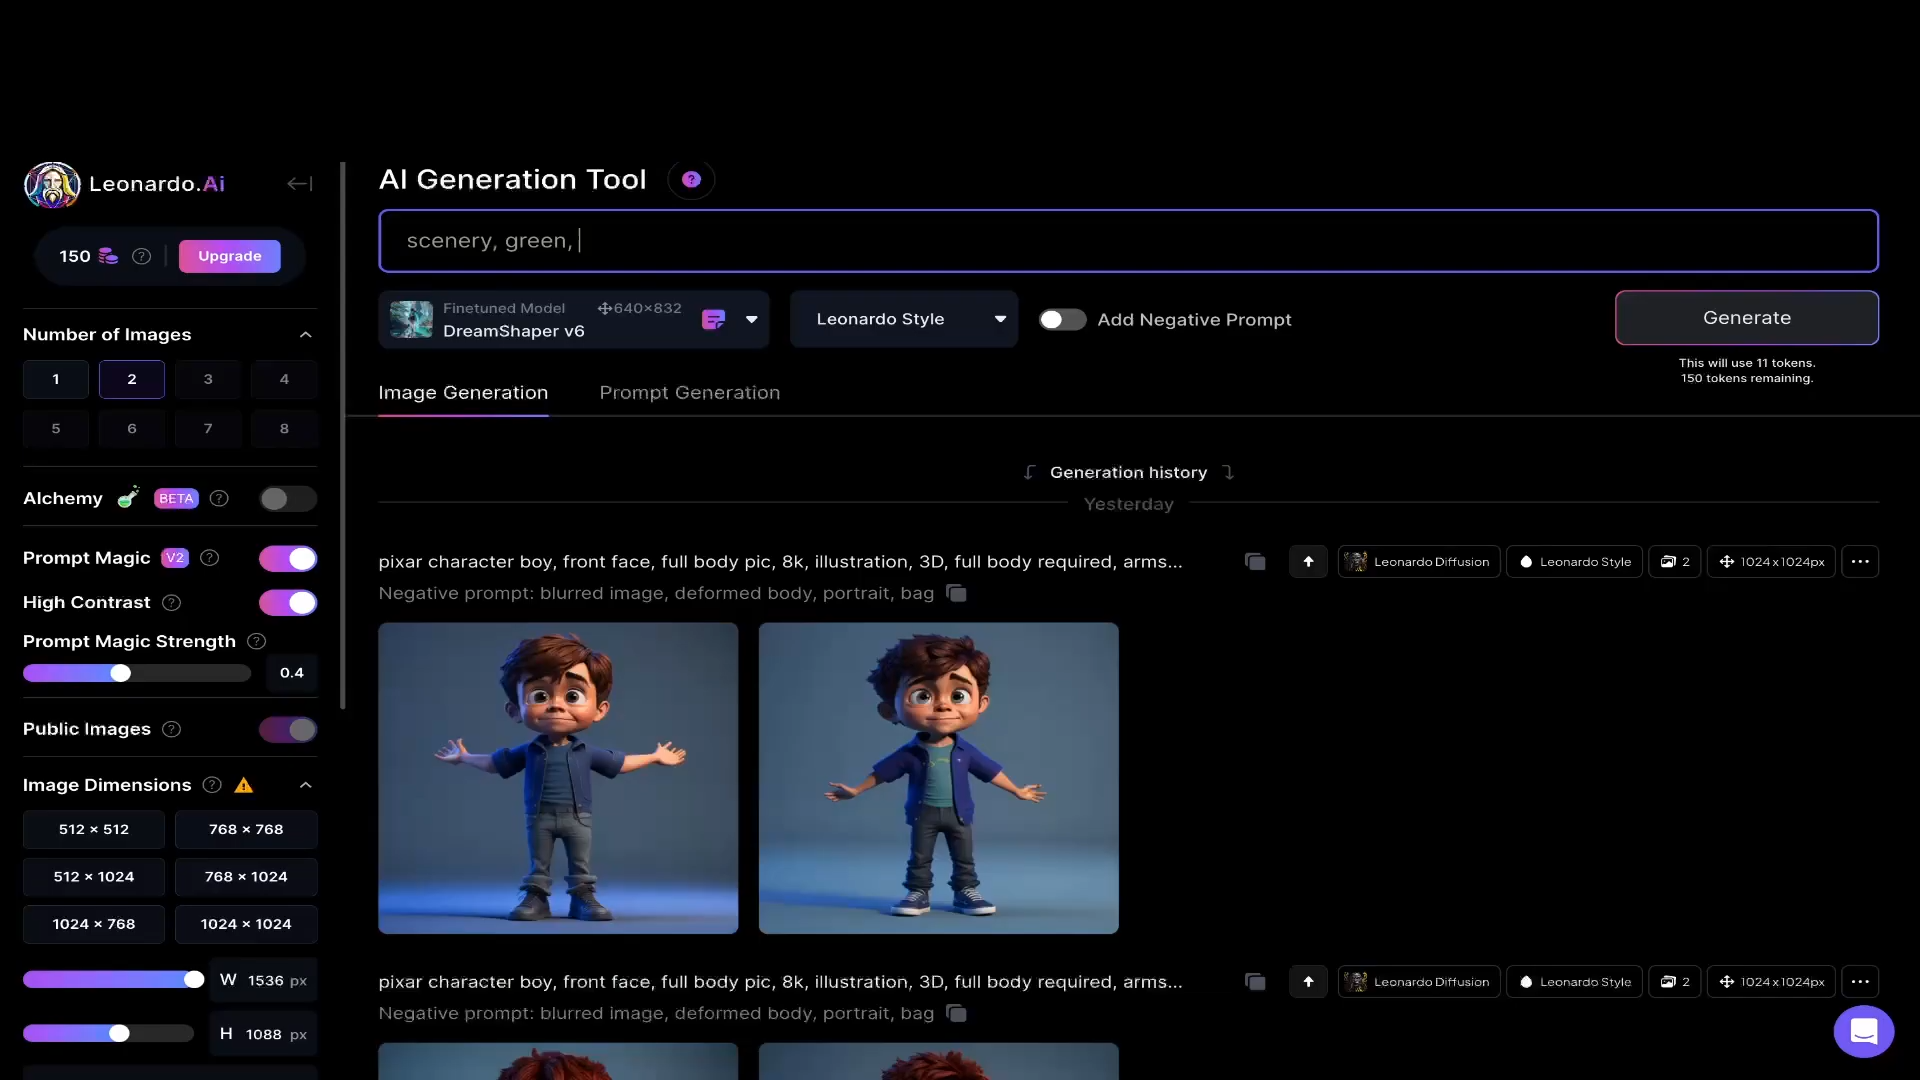 Leonardo.Ai
150 Upgrade
Number of Images
1 2 3 4
5 6 7 8
Alchemy BETA
Prompt Magic V2
High Contrast
Prompt Magic Strength
0.4
Public Images
Image Dimensions
512 × 512 768 × 768
512 × 1024 768 × 1024
1024 × 768 1024 × 1024
W 1536 px
H 1088 px
AI Generation Tool ?
scenery, green,
Finetuned Model 640×832
DreamShaper v6
Leonardo Style
Add Negative Prompt
Generate
This will use 11 tokens.
150 tokens remaining.
Image Generation Prompt Generation
Generation history
Yesterday
pixar character boy, front face, full body pic, 8k, illustration, 3D, full body required, arms...
Leonardo Diffusion Leonardo Style 2 1024x1024px
Negative prompt: blurred image, deformed body, portrait, bag
pixar character boy, front face, full body pic, 8k, illustration, 3D, full body required, arms...
Leonardo Diffusion Leonardo Style 2 1024x1024px
Negative prompt: blurred image, deformed body, portrait, bag